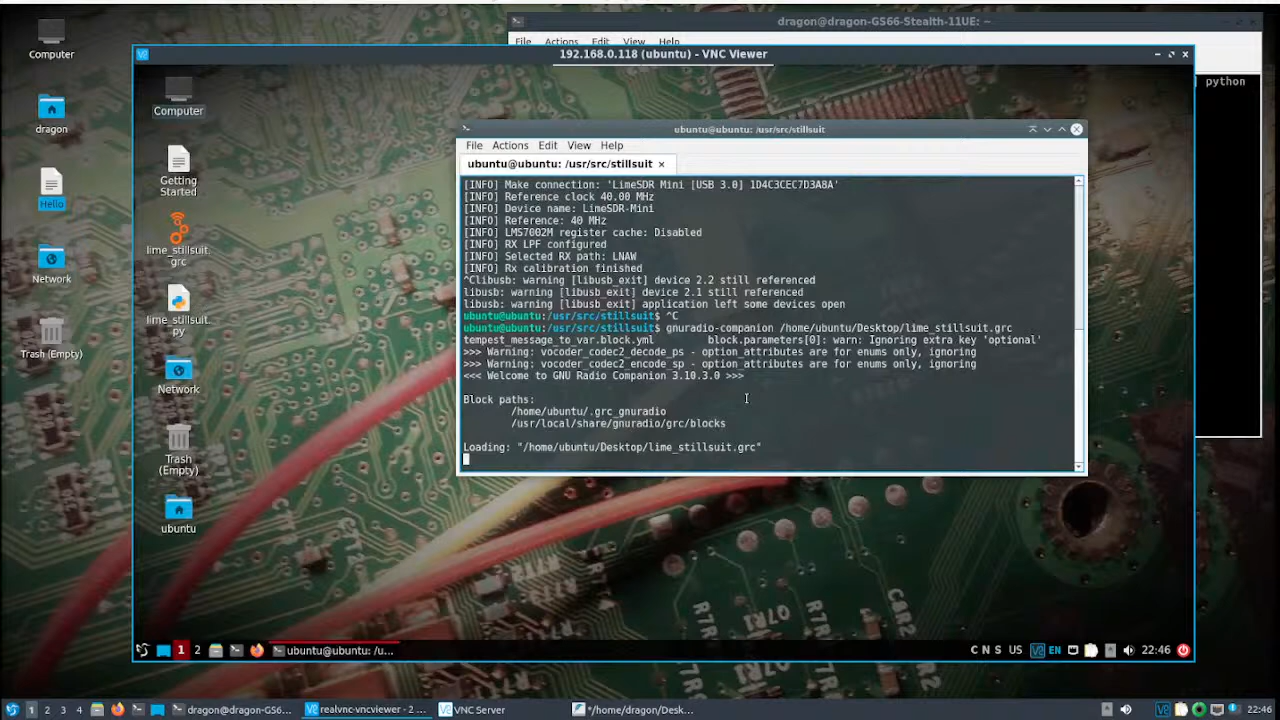 dragon@dragon-GS66-Stealth-11UE: ~
File Actions Edit View Help
python
Computer
dragon
Hello
Network
Trash (Empty)
192.168.0.118 (ubuntu) - VNC Viewer
Computer
Getting
Started
lime_stillsuit.
grc
lime_stillsuit.
py
Network
Trash
(Empty)
ubuntu
ubuntu@ubuntu: /usr/src/stillsuit
File Actions Edit View Help
ubuntu@ubuntu: /usr/src/stillsuit
[INFO] Make connection: 'LimeSDR Mini [USB 3.0] 1D4C3CEC7D3A8A'
[INFO] Reference clock 40.00 MHz
[INFO] Device name: LimeSDR-Mini
[INFO] Reference: 40 MHz
[INFO] LMS7002M register cache: Disabled
[INFO] RX LPF configured
[INFO] Selected RX path: LNAW
[INFO] Rx calibration finished
^Clibusb: warning [libusb_exit] device 2.2 still referenced
libusb: warning [libusb_exit] device 2.1 still referenced
libusb: warning [libusb_exit] application left some devices open
ubuntu@ubuntu:/usr/src/stillsuit$ ^C
ubuntu@ubuntu:/usr/src/stillsuit$ gnuradio-companion /home/ubuntu/Desktop/lime_stillsuit.grc
tempest_message_to_var.block.yml block.parameters[0]: warn: Ignoring extra key 'optional'
>>> Warning: vocoder_codec2_decode_ps - option_attributes are for enums only, ignoring
>>> Warning: vocoder_codec2_encode_sp - option_attributes are for enums only, ignoring
<<< Welcome to GNU Radio Companion 3.10.3.0 >>>
Block paths:
/home/ubuntu/.grc_gnuradio
/usr/local/share/gnuradio/grc/blocks
Loading: "/home/ubuntu/Desktop/lime_stillsuit.grc"
1 2 ubuntu@ubuntu: /u... C N S US EN 22:46
1 2 3 4 dragon@dragon-GS6... realvnc-vncviewer - 2 ... VNC Server */home/dragon/Desk... 22:46